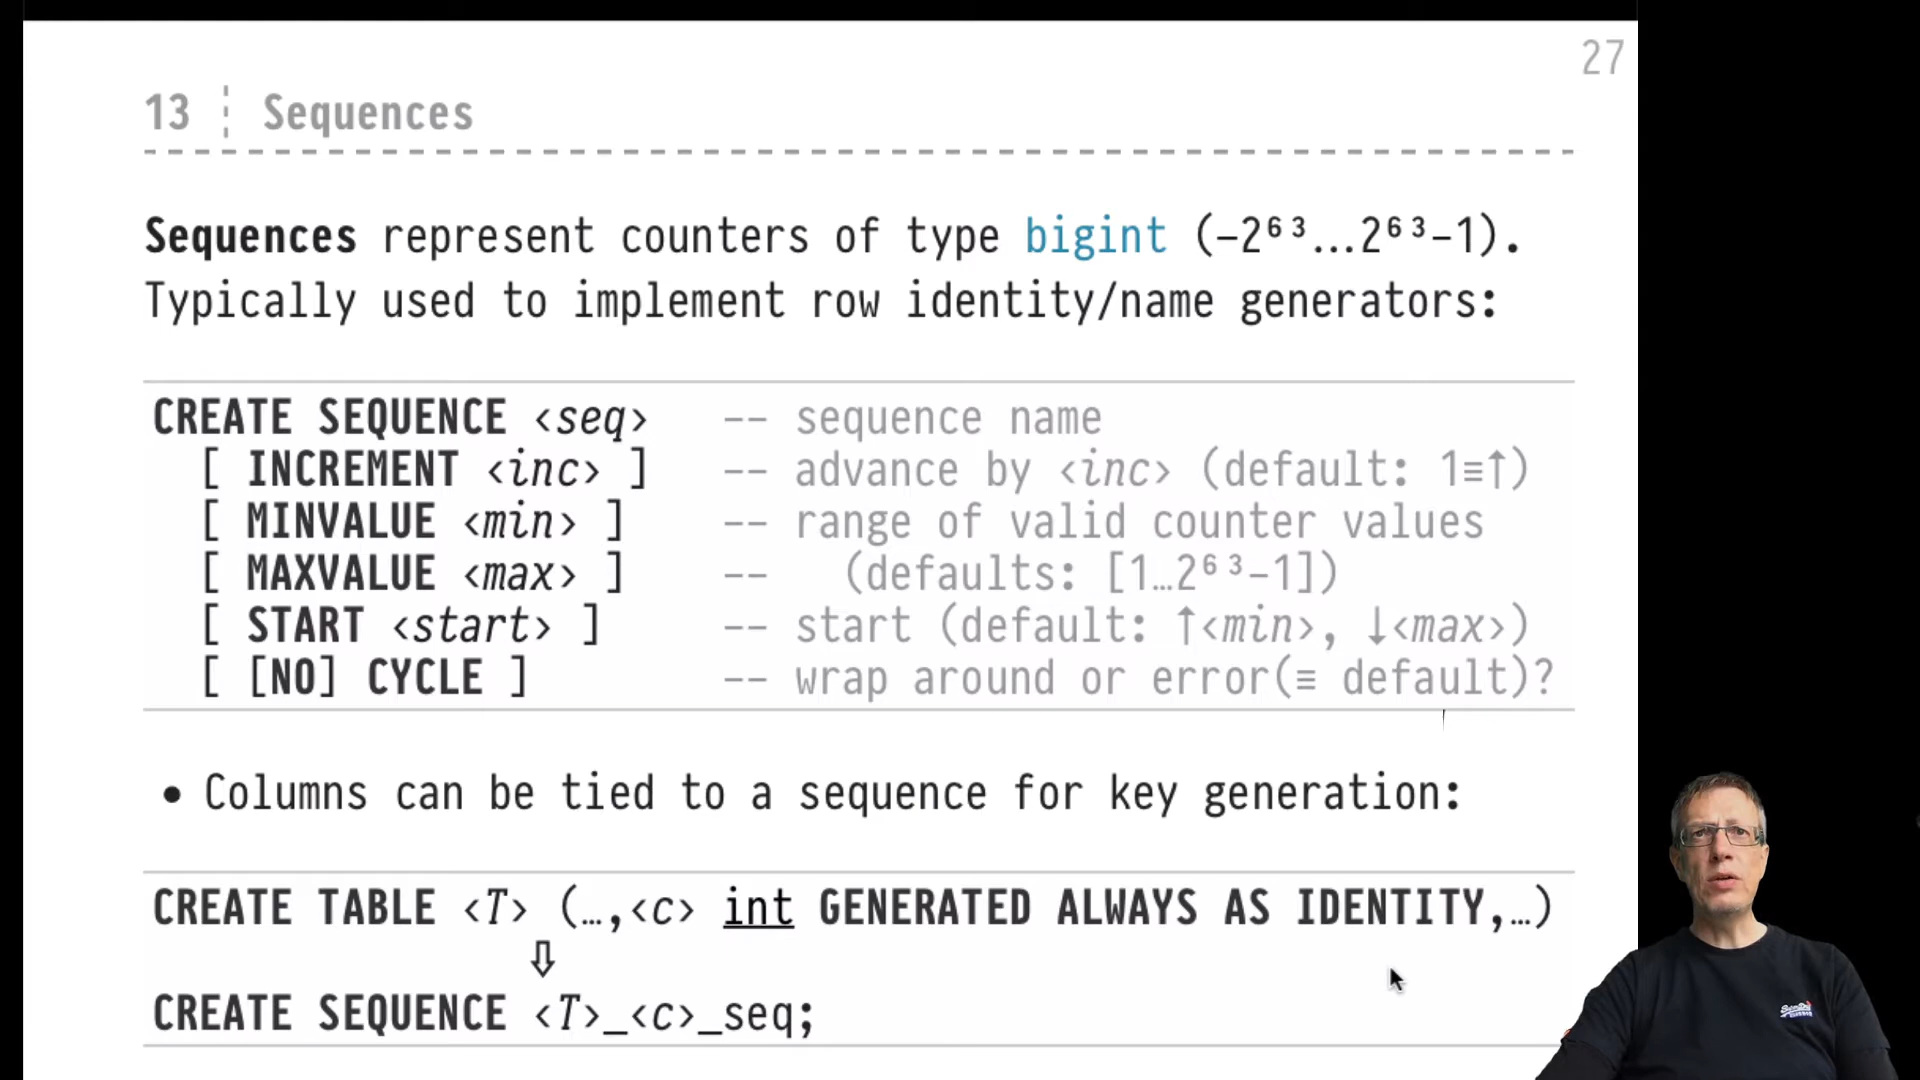 27
13 ┆ Sequences
Sequences represent counters of type bigint (-2⁶³...2⁶³-1).
Typically used to implement row identity/name generators:
CREATE SEQUENCE ‹seq› -- sequence name
[ INCREMENT ‹inc› ] -- advance by ‹inc› (default: 1≡↑)
[ MINVALUE ‹min› ] -- range of valid counter values
[ MAXVALUE ‹max› ] -- (defaults: [1…2⁶³-1])
[ START ‹start› ] -- start (default: ↑‹min›, ↓‹max›)
[ [NO] CYCLE ] -- wrap around or error(≡ default)?
• Columns can be tied to a sequence for key generation:
CREATE TABLE ‹T› (…,‹c› int GENERATED ALWAYS AS IDENTITY,…)
⇩
CREATE SEQUENCE ‹T›_‹c›_seq;